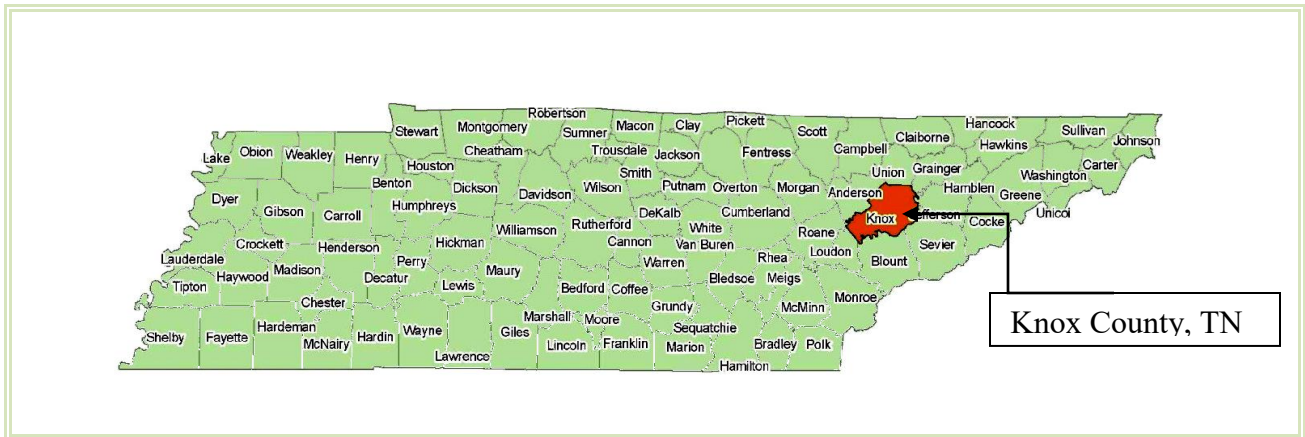 Robertson
Stewart Montgomery Sumner Macon Clay Pickett Scott Claiborne Hancock Sullivan Johnson
Lake Obion Weakley Henry Houston Cheatham Trousdale Jackson Fentress Campbell Hawkins
Smith Union Grainger Washington Carter
Benton Dickson Davidson Wilson Putnam Overton Morgan Anderson Hamblen Greene
Dyer Gibson Carroll Humphreys Williamson Rutherford DeKalb White Cumberland Roane Knox Jefferson Cocke Unicoi
Crockett Henderson Hickman Cannon Van Buren Rhea Loudon Blount Sevier
Lauderdale Haywood Madison Perry Decatur Lewis Maury Warren Bledsoe Meigs Monroe
Tipton Chester Bedford Coffee Grundy McMinn
Shelby Fayette Hardeman McNairy Hardin Wayne Lawrence Giles Marshall Moore Lincoln Franklin Sequatchie Marion Hamilton Bradley Polk
Knox County, TN